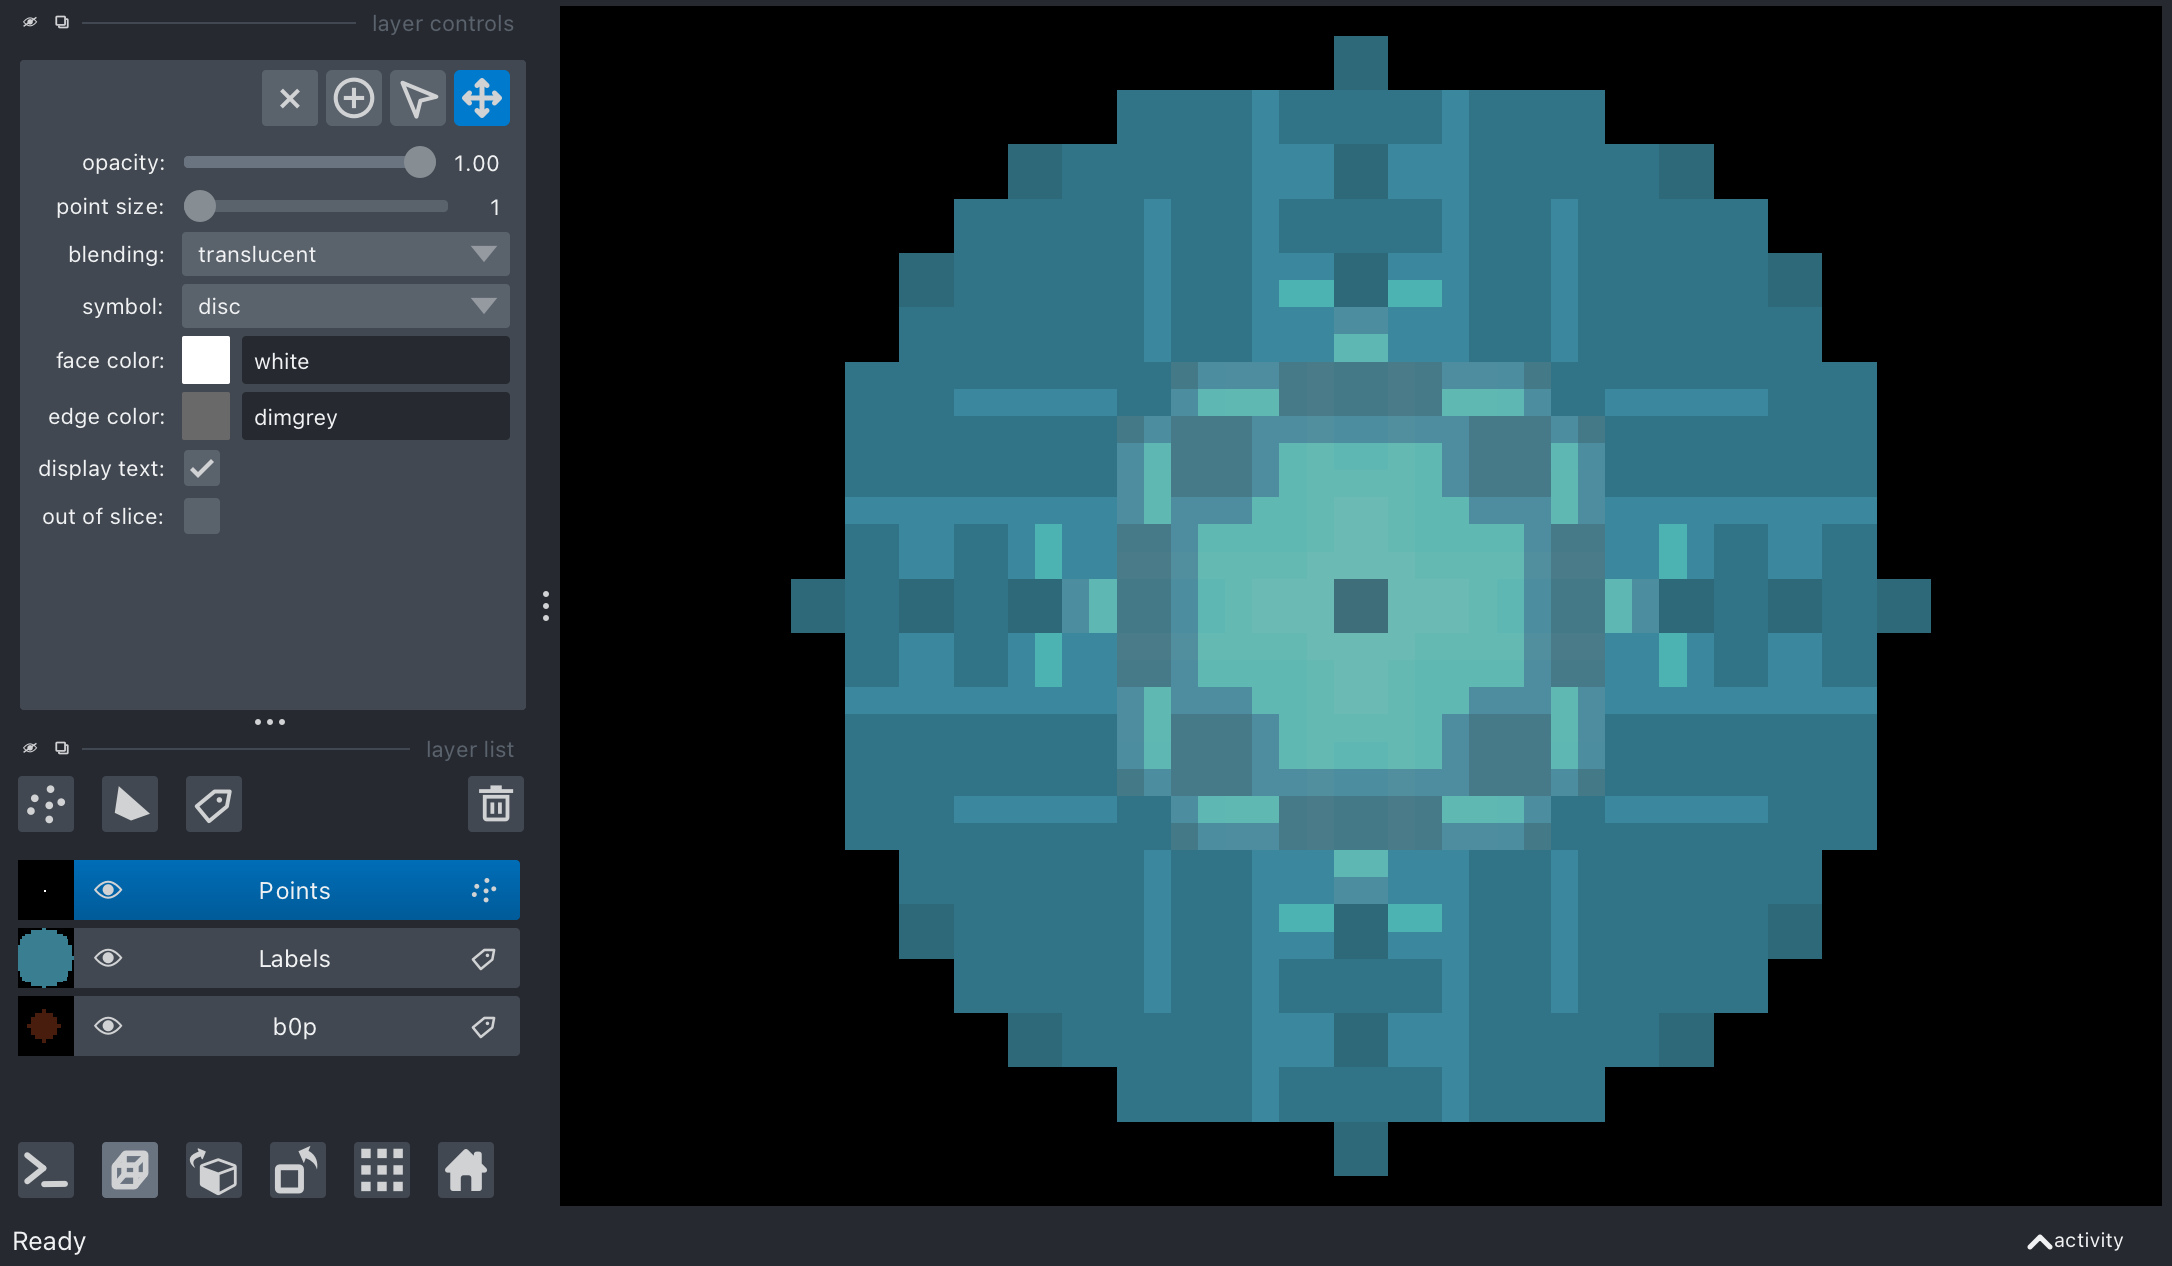 layer controls
opacity: 1.00
point size: 1
blending: translucent
symbol: disc
face color: white
edge color: dimgrey
display text:
out of slice:
layer list
Points
Labels
b0p
Ready
activity